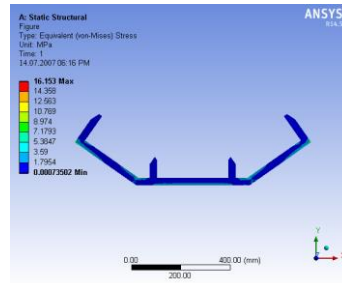 A: Static Structural
Figure
Type: Equivalent (von-Mises) Stress
Unit: MPa
Time: 1
14.07.2007 06:16 PM
16.153 Max
14.358
12.563
10.769
8.974
7.1793
5.3847
3.59
1.7954
0.00073502 Min
ANSYS
R14.5
0.00
400.00 (mm)
200.00
Y